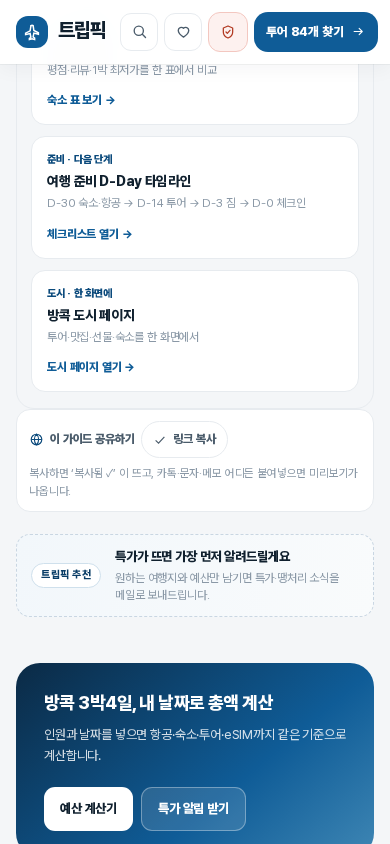 트립픽
투어 84개 찾기 →
평점·리뷰·1박 최저가를 한 표에서 비교
숙소 표 보기 →
준비 · 다음 단계
여행 준비 D-Day 타임라인
D-30 숙소·항공 → D-14 투어 → D-3 짐 → D-0 체크인
체크리스트 열기 →
도시 · 한 화면에
방콕 도시 페이지
투어·맛집·선물·숙소를 한 화면에서
도시 페이지 열기 →
이 가이드 공유하기
✓ 링크 복사
복사하면 ‘복사됨 ✓’ 이 뜨고, 카톡·문자·메모 어디든 붙여넣으면 미리보기가
나옵니다.
트립픽 추천
특가가 뜨면 가장 먼저 알려드릴게요
원하는 여행지와 예산만 남기면 특가·땡처리 소식을
메일로 보내드립니다.
방콕 3박4일, 내 날짜로 총액 계산
인원과 날짜를 넣으면 항공·숙소·투어·eSIM까지 같은 기준으로
계산합니다.
예산 계산기
특가 알림 받기